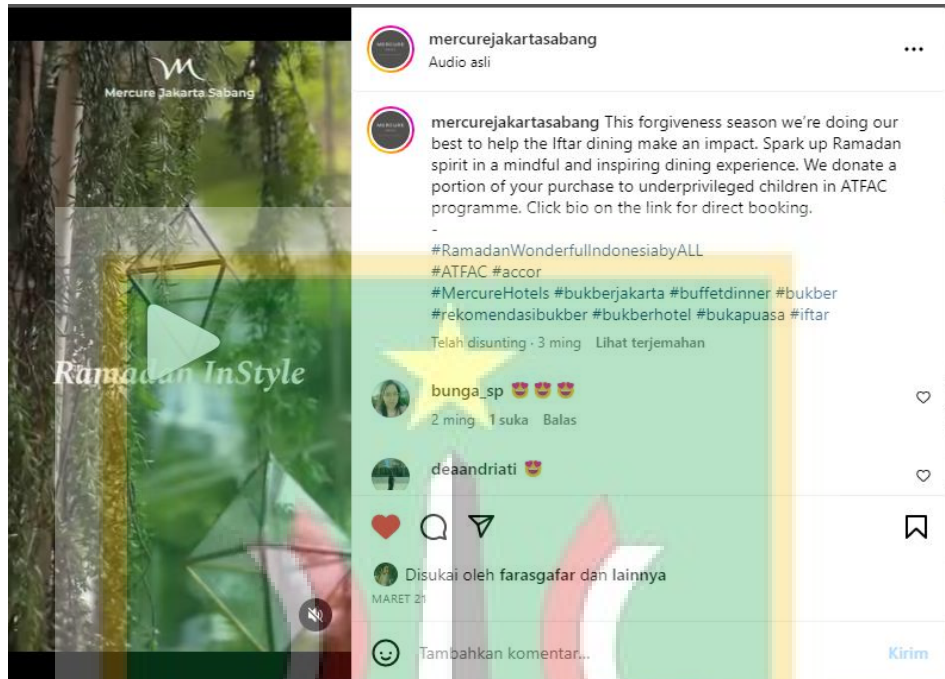 Mercure Jakarta Sabang
Ramadan InStyle
mercurejakartasabang
Audio asli
mercurejakartasabang This forgiveness season we're doing our
best to help the Iftar dining make an impact. Spark up Ramadan
spirit in a mindful and inspiring dining experience. We donate a
portion of your purchase to underprivileged children in ATFAC
programme. Click bio on the link for direct booking.
-
#RamadanWonderfulIndonesiabyALL
#ATFAC #accor
#MercureHotels #bukberjakarta #buffetdinner #bukber
#rekomendasibukber #bukberhotel #bukapuasa #iftar
Telah disunting · 3 ming Lihat terjemahan
bunga_sp 😍 😍 😍
2 ming 1 suka Balas
deaandriati 😍
Disukai oleh farasgafar dan lainnya
MARET 21
Tambahkan komentar... Kirim